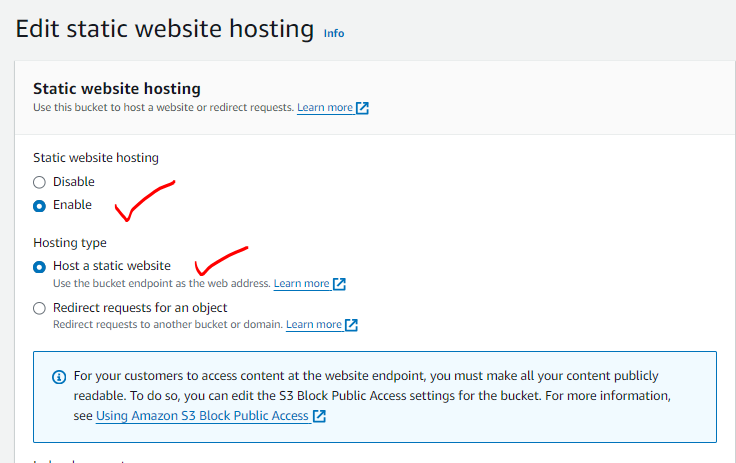 Edit static website hosting Info
Static website hosting
Use this bucket to host a website or redirect requests. Learn more
Static website hosting
Disable
Enable
Hosting type
Host a static website
Use the bucket endpoint as the web address. Learn more
Redirect requests for an object
Redirect requests to another bucket or domain. Learn more
For your customers to access content at the website endpoint, you must make all your content publicly
readable. To do so, you can edit the S3 Block Public Access settings for the bucket. For more information,
see Using Amazon S3 Block Public Access